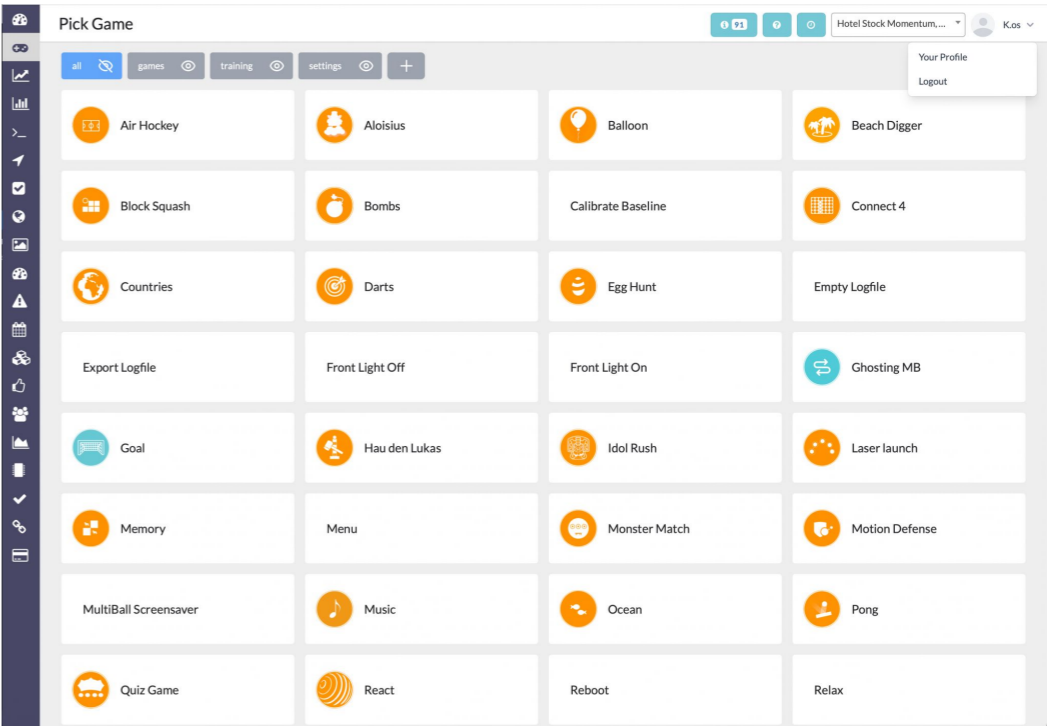 Pick Game
91
Hotel Stock Momentum,...
K.os
Your Profile
Logout
all
games
training
settings
Air Hockey
Aloisius
Balloon
Beach Digger
Block Squash
Bombs
Calibrate Baseline
Connect 4
Countries
Darts
Egg Hunt
Empty Logfile
Export Logfile
Front Light Off
Front Light On
Ghosting MB
Goal
Hau den Lukas
Idol Rush
Laser launch
Memory
Menu
Monster Match
Motion Defense
MultiBall Screensaver
Music
Ocean
Pong
Quiz Game
React
Reboot
Relax